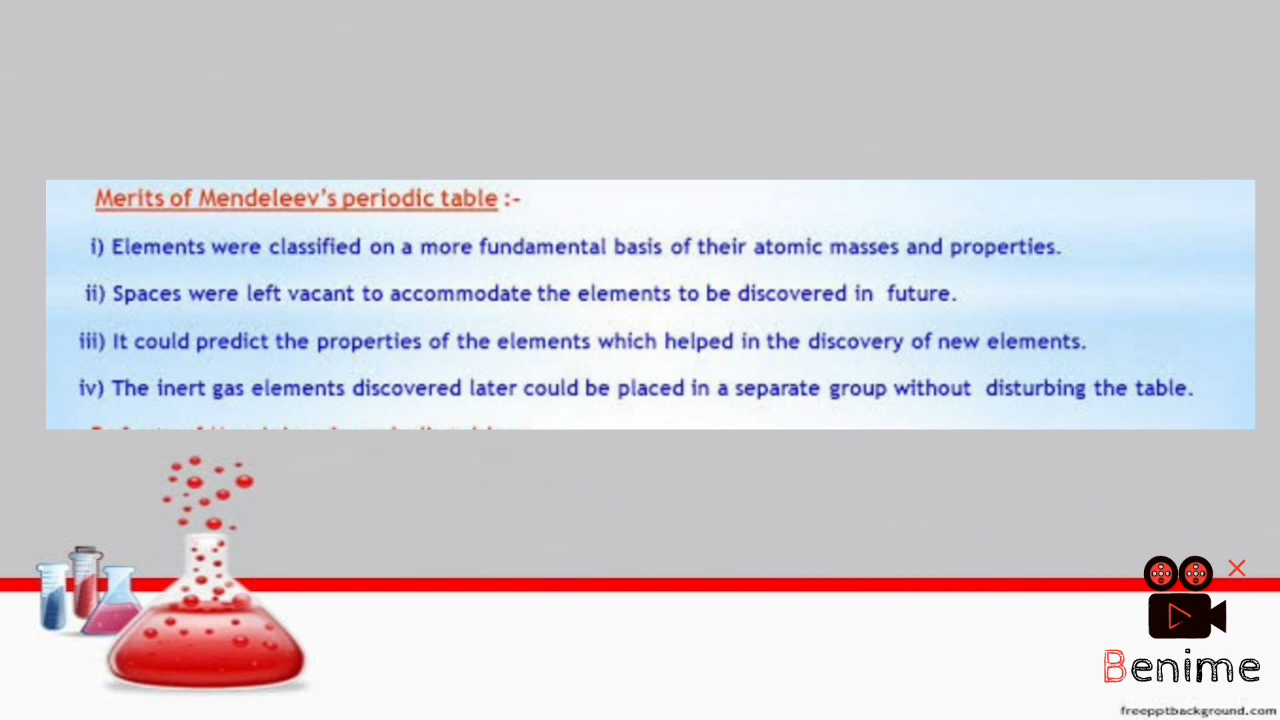 Merits of Mendeleev's periodic table :-
i) Elements were classified on a more fundamental basis of their atomic masses and properties.
ii) Spaces were left vacant to accommodate the elements to be discovered in future.
iii) It could predict the properties of the elements which helped in the discovery of new elements.
iv) The inert gas elements discovered later could be placed in a separate group without disturbing the table.
Benime
freepptbackground.com